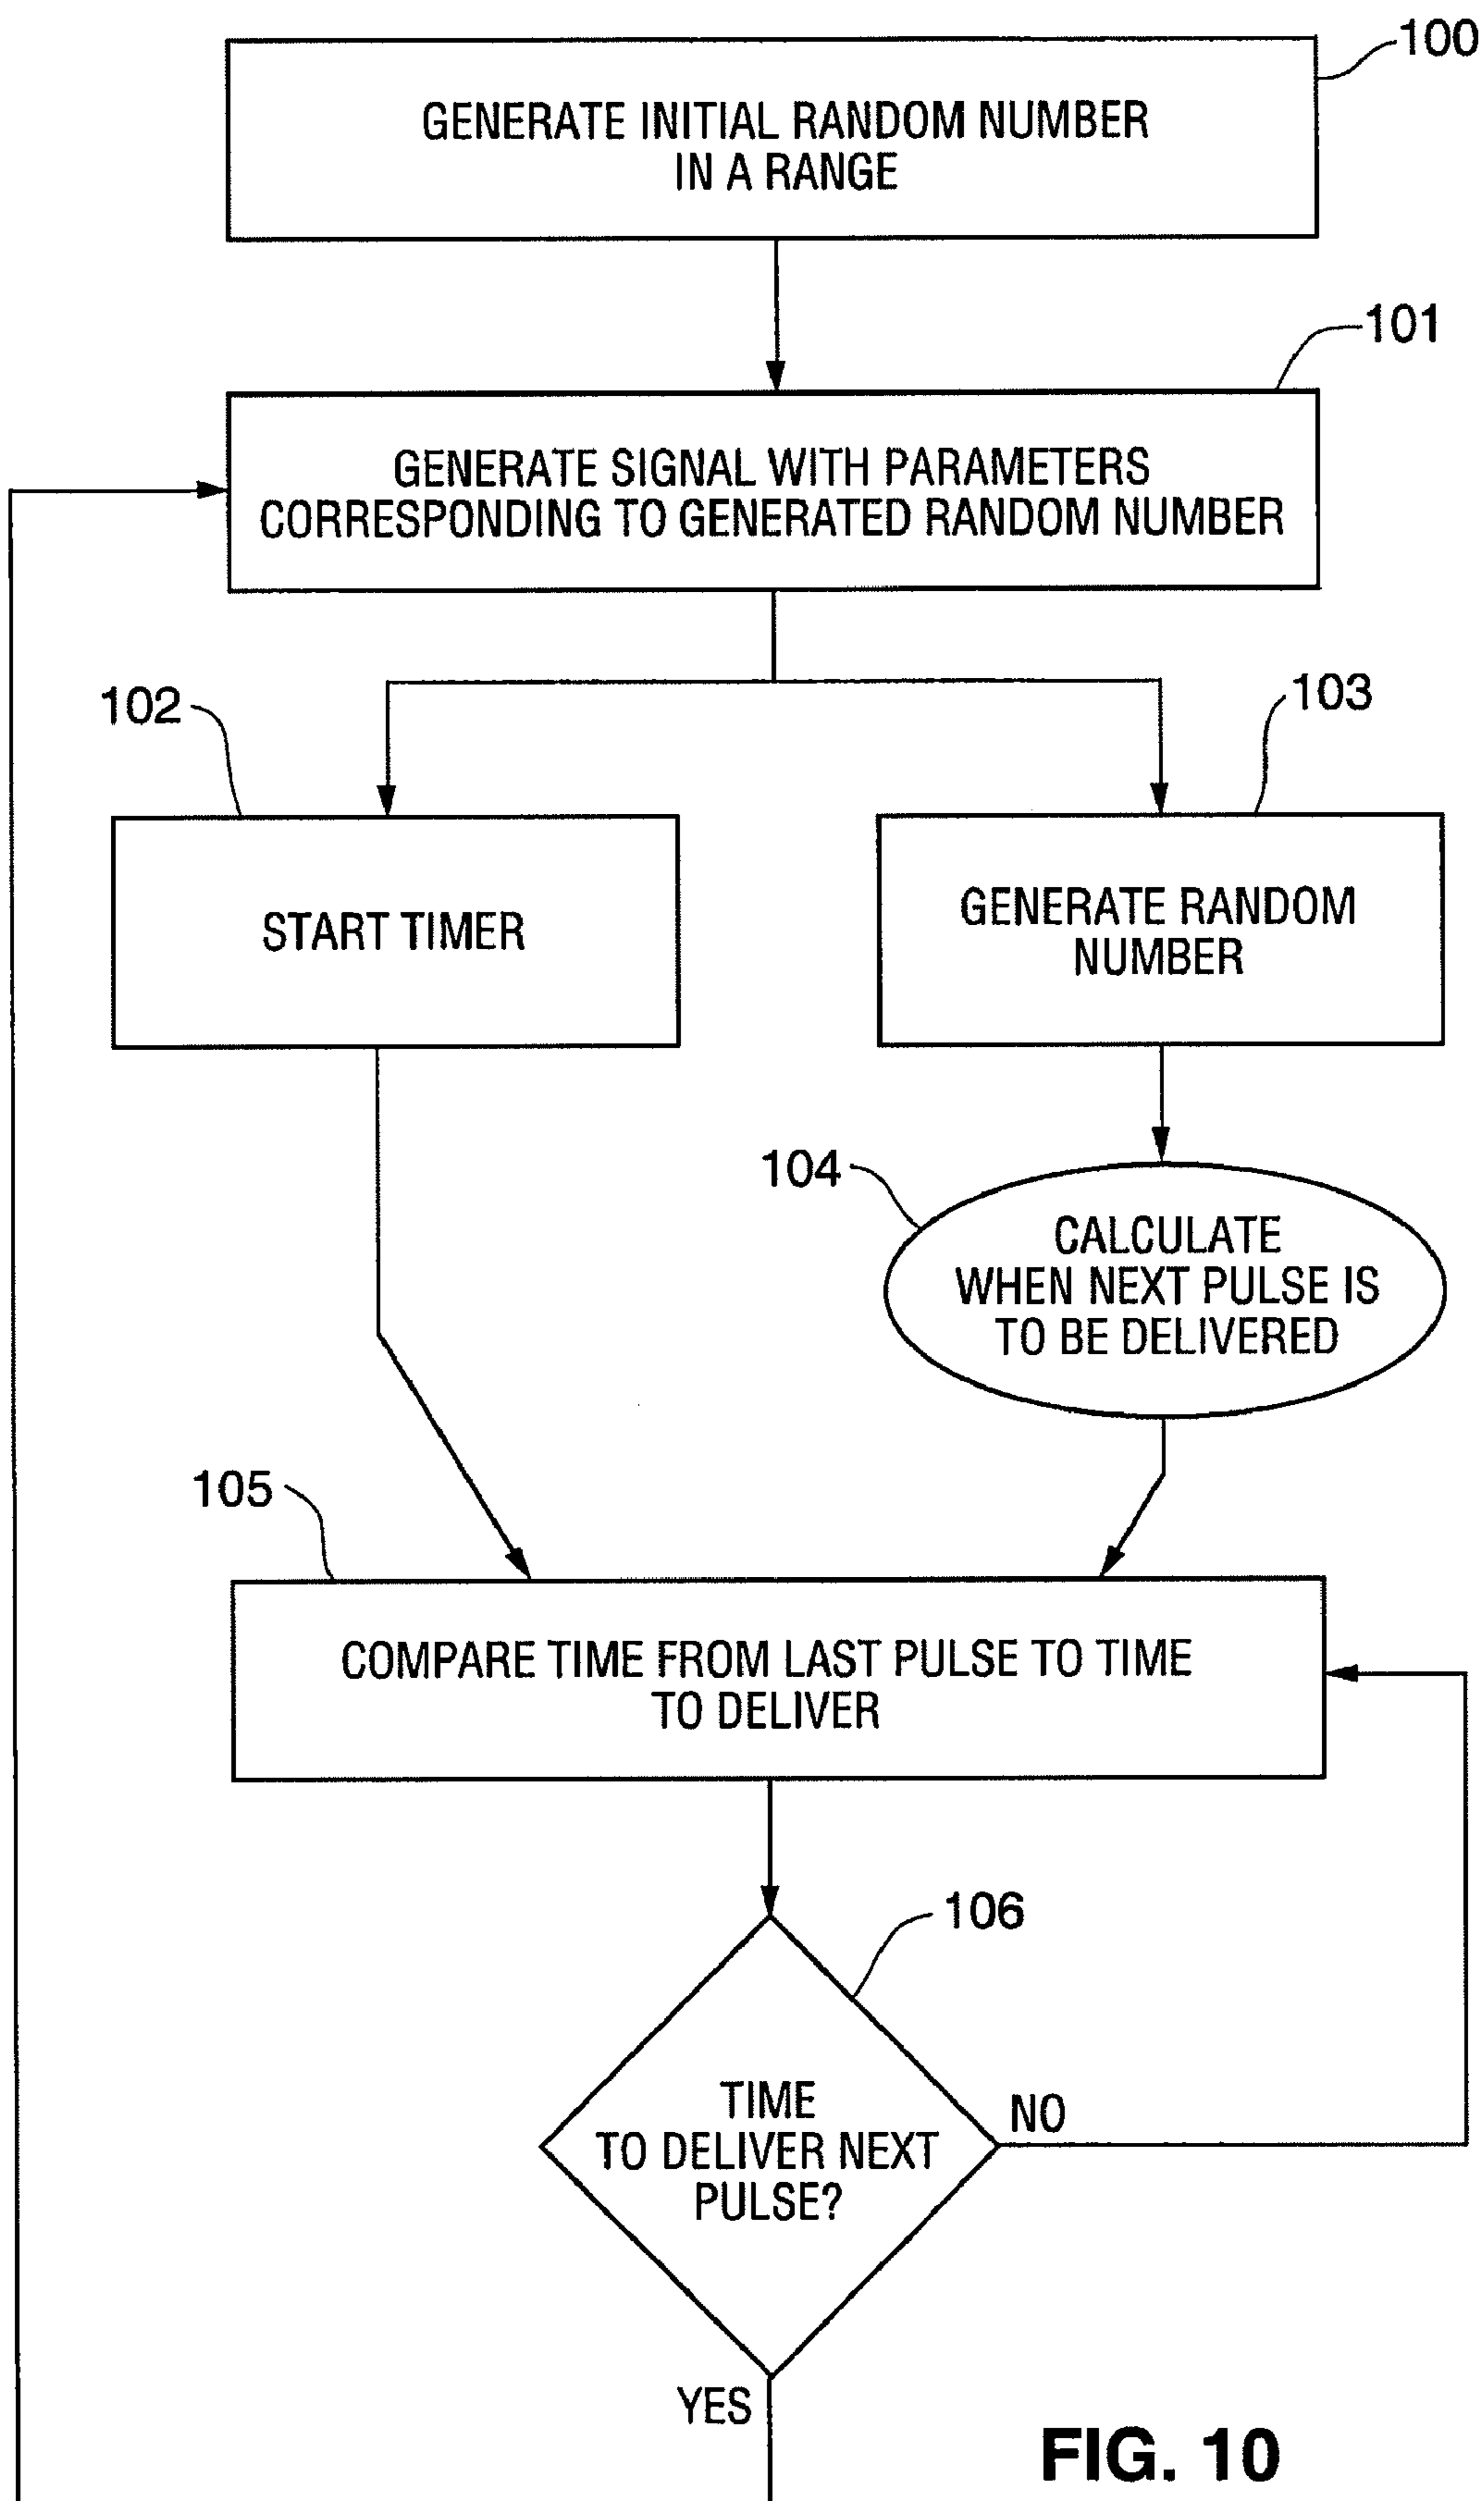 100
GENERATE INITIAL RANDOM NUMBER
IN A RANGE
101
GENERATE SIGNAL WITH PARAMETERS
CORRESPONDING TO GENERATED RANDOM NUMBER
102
103
START TIMER
GENERATE RANDOM
NUMBER
104
CALCULATE
WHEN NEXT PULSE IS
TO BE DELIVERED
105
COMPARE TIME FROM LAST PULSE TO TIME
TO DELIVER
106
TIME
TO DELIVER NEXT
PULSE?
NO
YES
FIG. 10